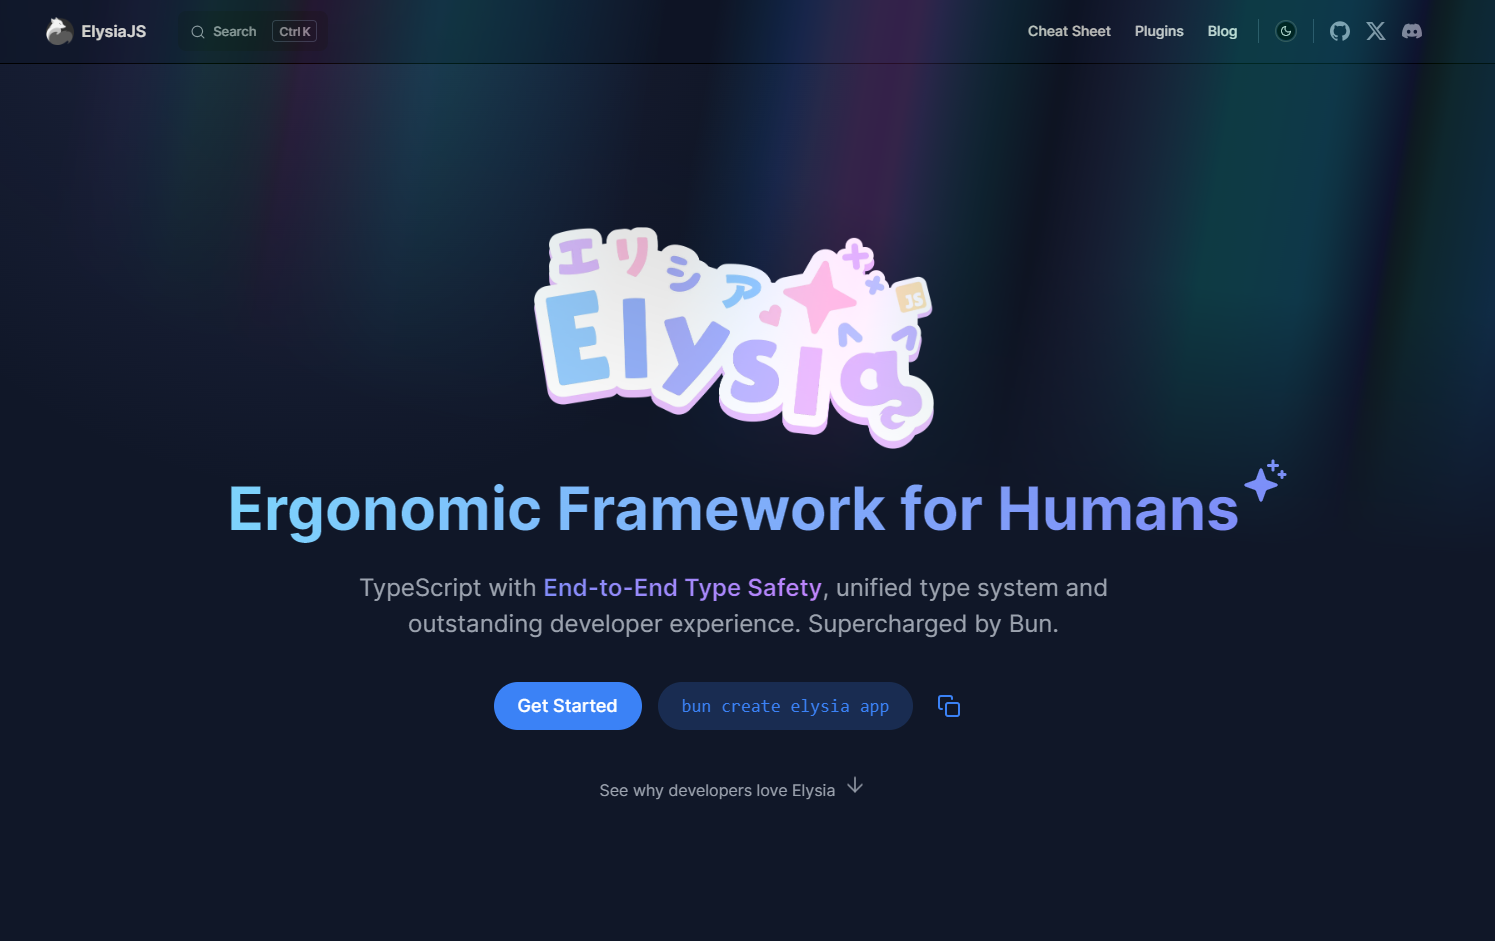 ElysiaJS
Search
Ctrl K
Cheat Sheet
Plugins
Blog
エリシア
Elysia
JS
Ergonomic Framework for Humans
TypeScript with End-to-End Type Safety, unified type system and
outstanding developer experience. Supercharged by Bun.
Get Started
bun create elysia app
See why developers love Elysia